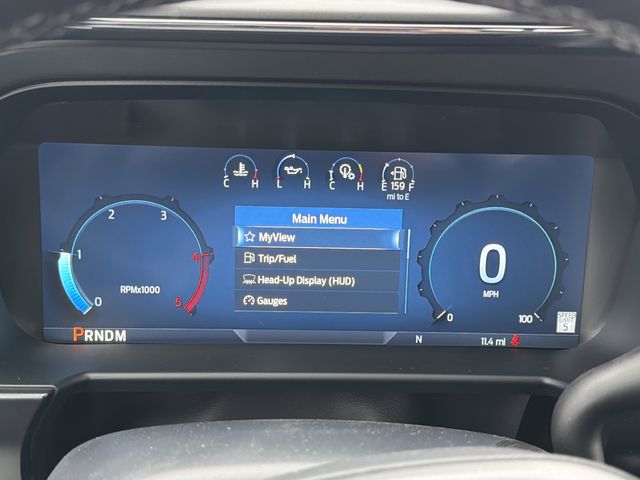 C H
L H
C H
E 159 F
mi to E
Main Menu
MyView
Trip/Fuel
Head-Up Display (HUD)
Gauges
0
1
2
3
4
5
RPMx1000
0
MPH
0
100
SPEED
LIMIT
5
PRNDM
N
11.4 mi